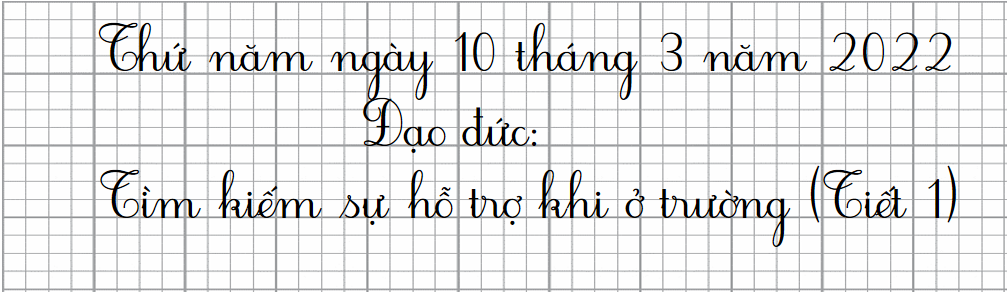 Thứ năm ngày 10 tháng 3 năm 2022
Đạo đức:
Tìm kiếm sự hỗ trợ khi ở trường (Tiết 1)